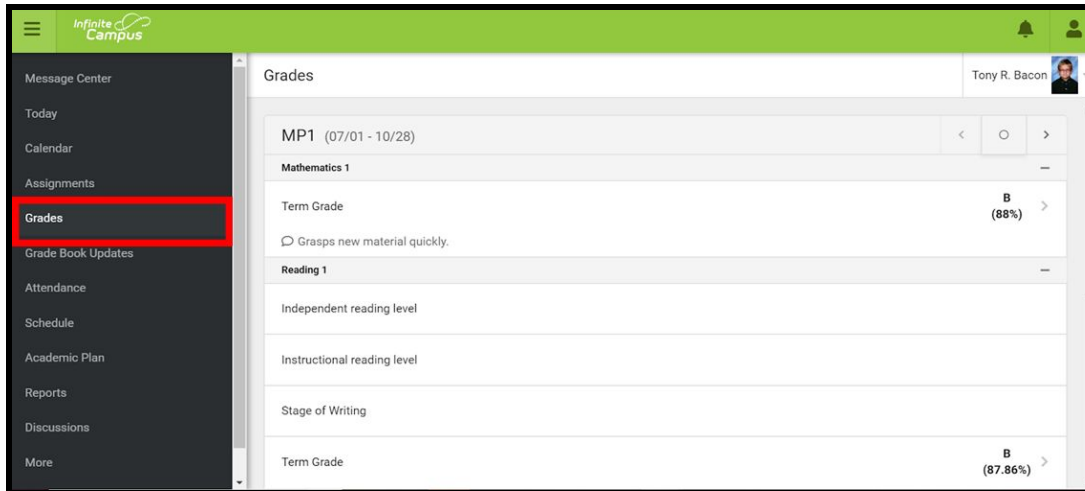 Infinite
Campus
Message Center
Today
Calendar
Assignments
Grades
Grade Book Updates
Attendance
Schedule
Academic Plan
Reports
Discussions
More
Grades
Tony R. Bacon
MP1 (07/01 - 10/28)
Mathematics 1
Term Grade
B
(88%)
Grasps new material quickly.
Reading 1
Independent reading level
Instructional reading level
Stage of Writing
Term Grade
B
(87.86%)